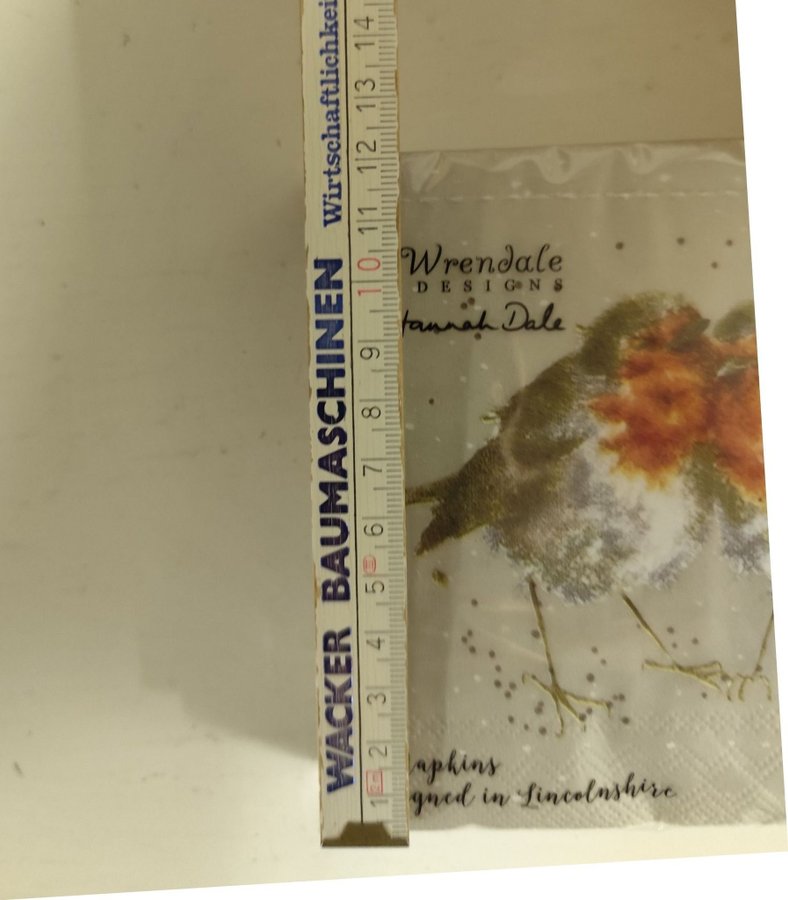 Wirtschaftlichkei
WACKER BAUMASCHINEN
14
13
12
11
10
9
8
7
6
5
4
3
2
1
Wrendale
DESIGNS
Hannah Dale
apkins
gned in Lincolnshire